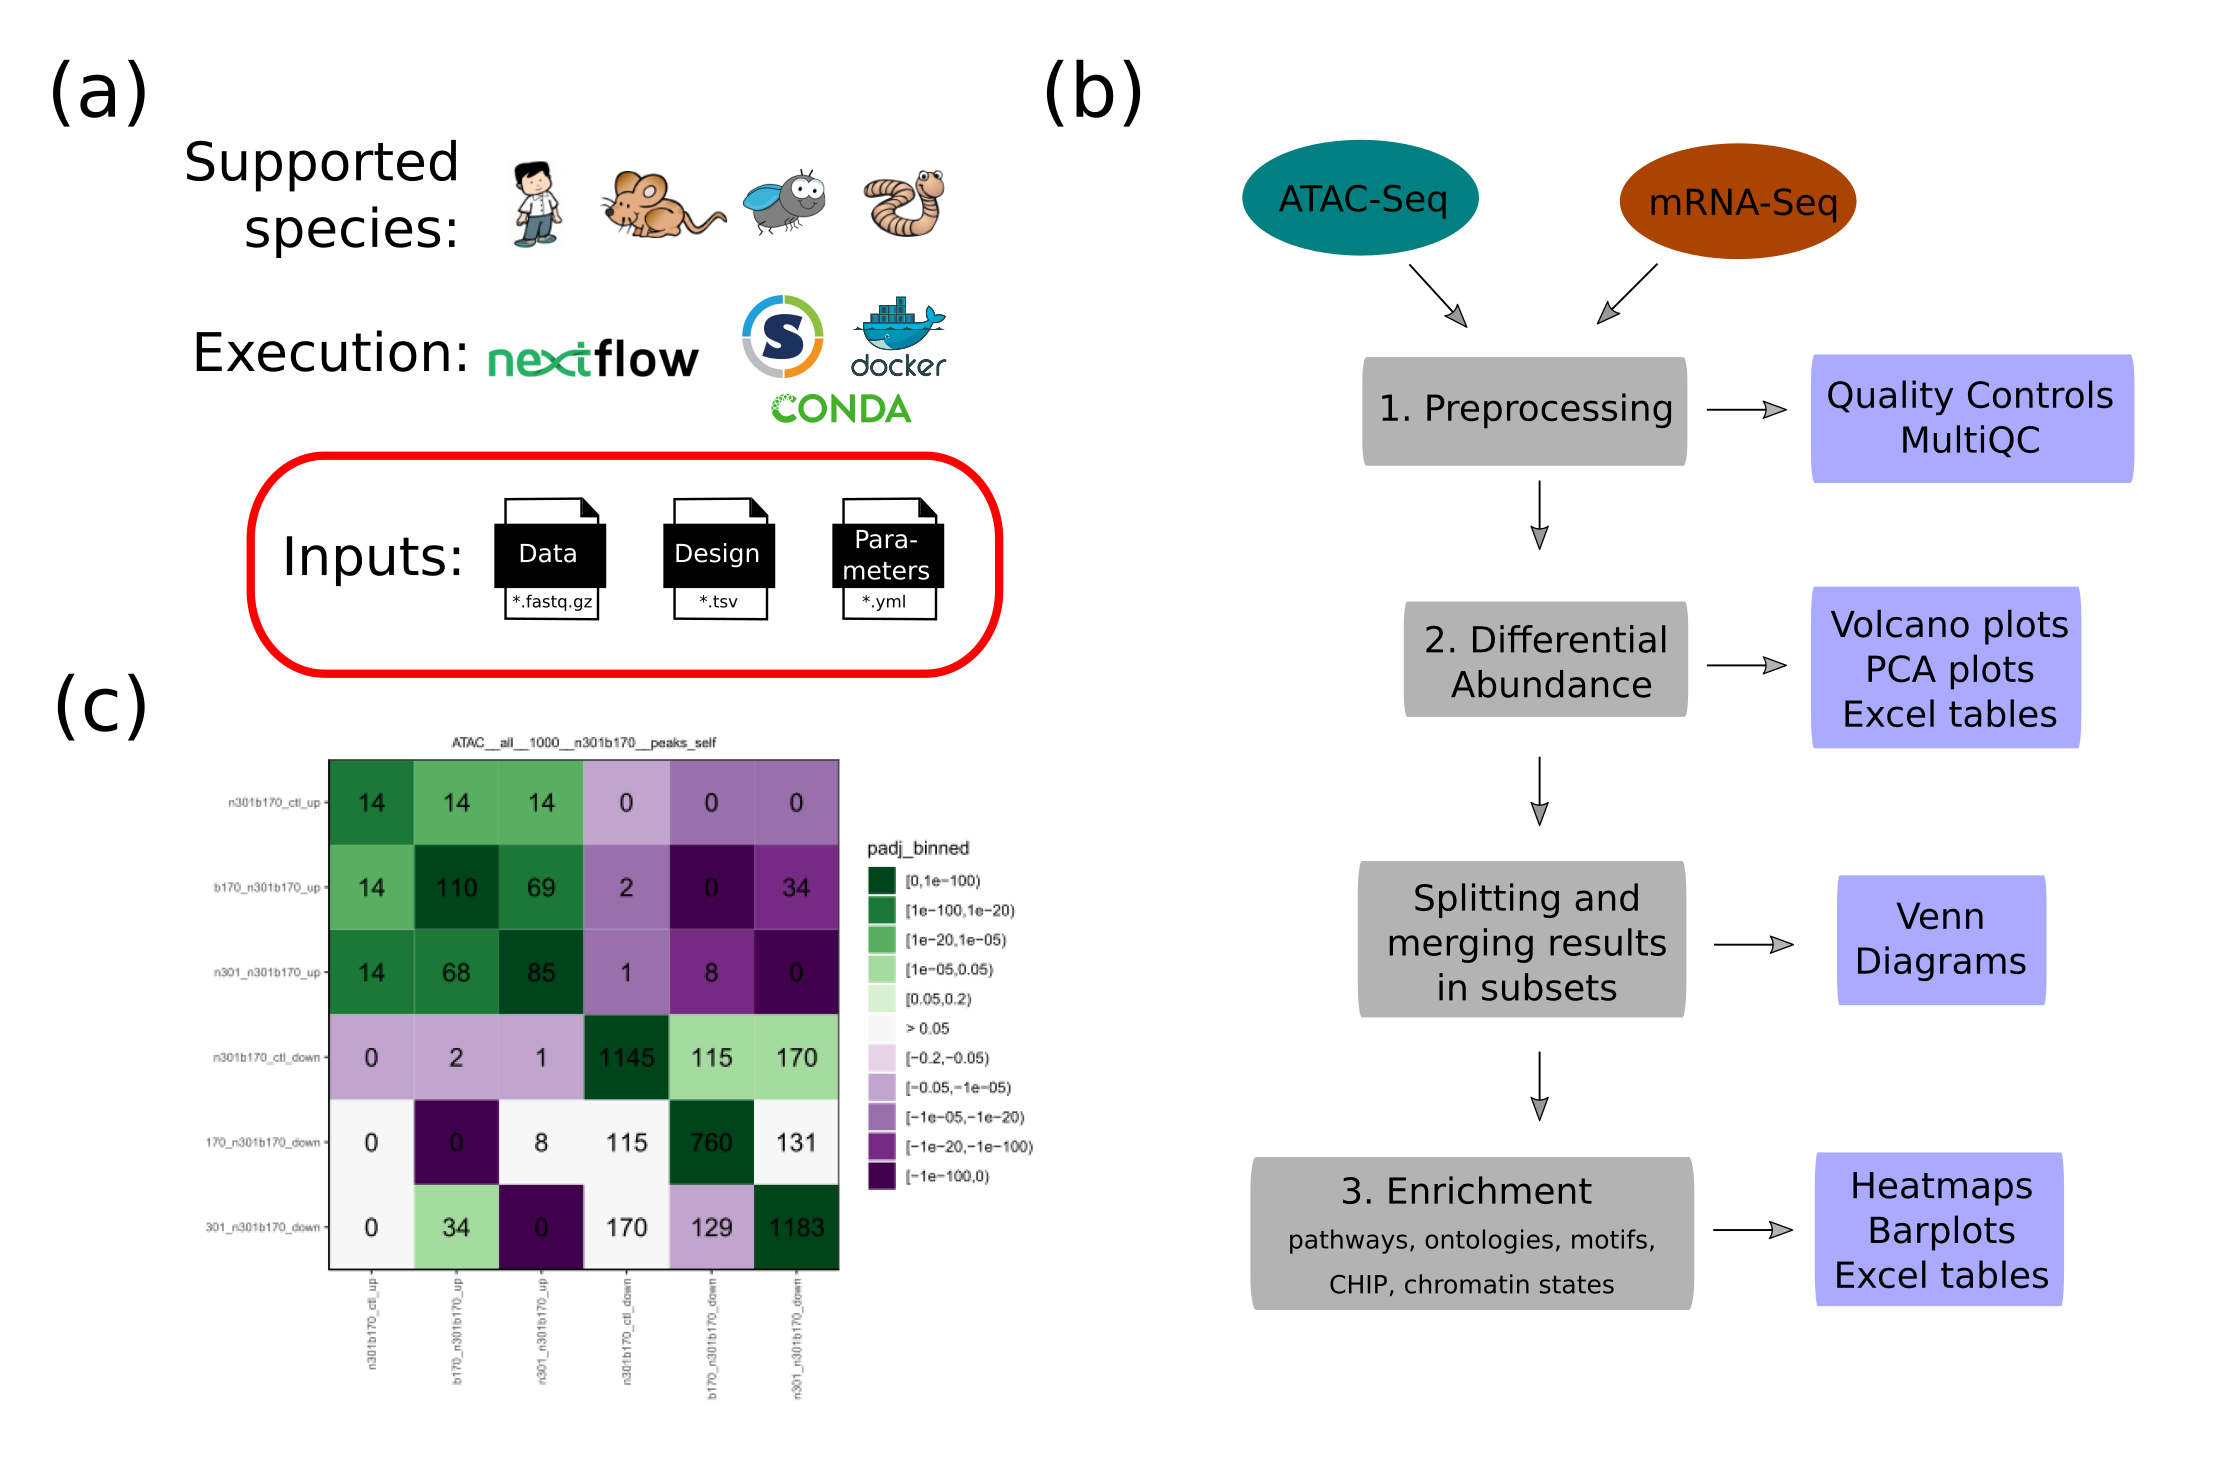 (a)
Supported
species:
Execution:
nextflow
S
docker
CONDA
Inputs:
Data
*.fastq.gz
Design
*.tsv
Para-
meters
*.yml
(b)
ATAC-Seq
mRNA-Seq
1. Preprocessing
Quality Controls
MultiQC
2. Differential
Abundance
Volcano plots
PCA plots
Excel tables
Splitting and
merging results
in subsets
Venn
Diagrams
3. Enrichment
pathways, ontologies, motifs,
CHIP, chromatin states
Heatmaps
Barplots
Excel tables
(c)
ATAC__all__1000__n301b170__peaks_self
n301b170_ctl_up 14 14 14 0 0 0
b170_n301b170_up 14 110 69 2 0 34
n301_n301b170_up 14 68 85 1 8 0
n301b170_ctl_down 0 2 1 1145 115 170
170_n301b170_down 0 0 8 115 760 131
301_n301b170_down 0 34 0 170 129 1183
n301b170_ctl_up
b170_n301b170_up
n301_n301b170_up
n301b170_ctl_down
b170_n301b170_down
n301_n301b170_down
padj_binned
[0,1e−100)
[1e−100,1e−20)
[1e−20,1e−05)
[1e−05,0.05)
[0.05,0.2)
> 0.05
[−0.2,−0.05)
[−0.05,−1e−05)
[−1e−05,−1e−20)
[−1e−20,−1e−100)
[−1e−100,0)